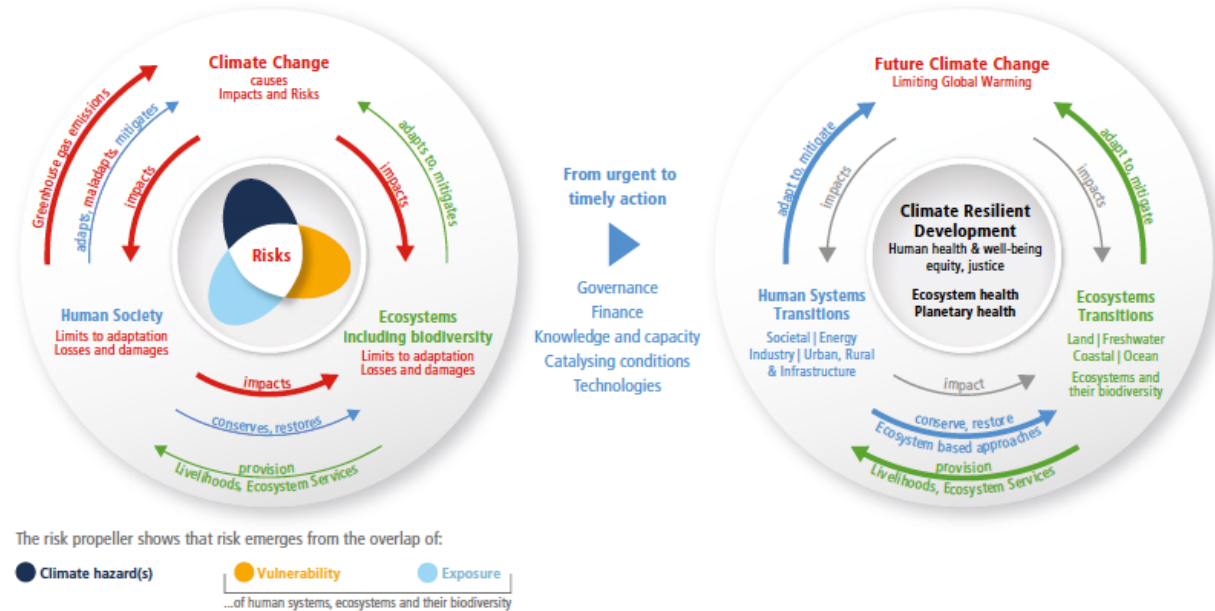 Climate Change
causes
Impacts and Risks
Greenhouse gas emissions
adapts, maladapts, mitigates
impacts
impacts
adapts to, mitigates
Risks
Human Society
Limits to adaptation
Losses and damages
Ecosystems
including biodiversity
Limits to adaptation
Losses and damages
impacts
conserves, restores
provision
Livelihoods, Ecosystem Services
From urgent to
timely action
Governance
Finance
Knowledge and capacity
Catalysing conditions
Technologies
Future Climate Change
Limiting Global Warming
adapt to, mitigate
impacts
impacts
adapt to, mitigate
Climate Resilient
Development
Human health & well-being
equity, justice
Ecosystem health
Planetary health
Human Systems
Transitions
Societal | Energy
Industry | Urban, Rural
& Infrastructure
Ecosystems
Transitions
Land | Freshwater
Coastal | Ocean
Ecosystems and
their biodiversity
impact
conserve, restore
Ecosystem based approaches
provision
Livelihoods, Ecosystem Services
The risk propeller shows that risk emerges from the overlap of:
Climate hazard(s) Vulnerability Exposure
...of human systems, ecosystems and their biodiversity